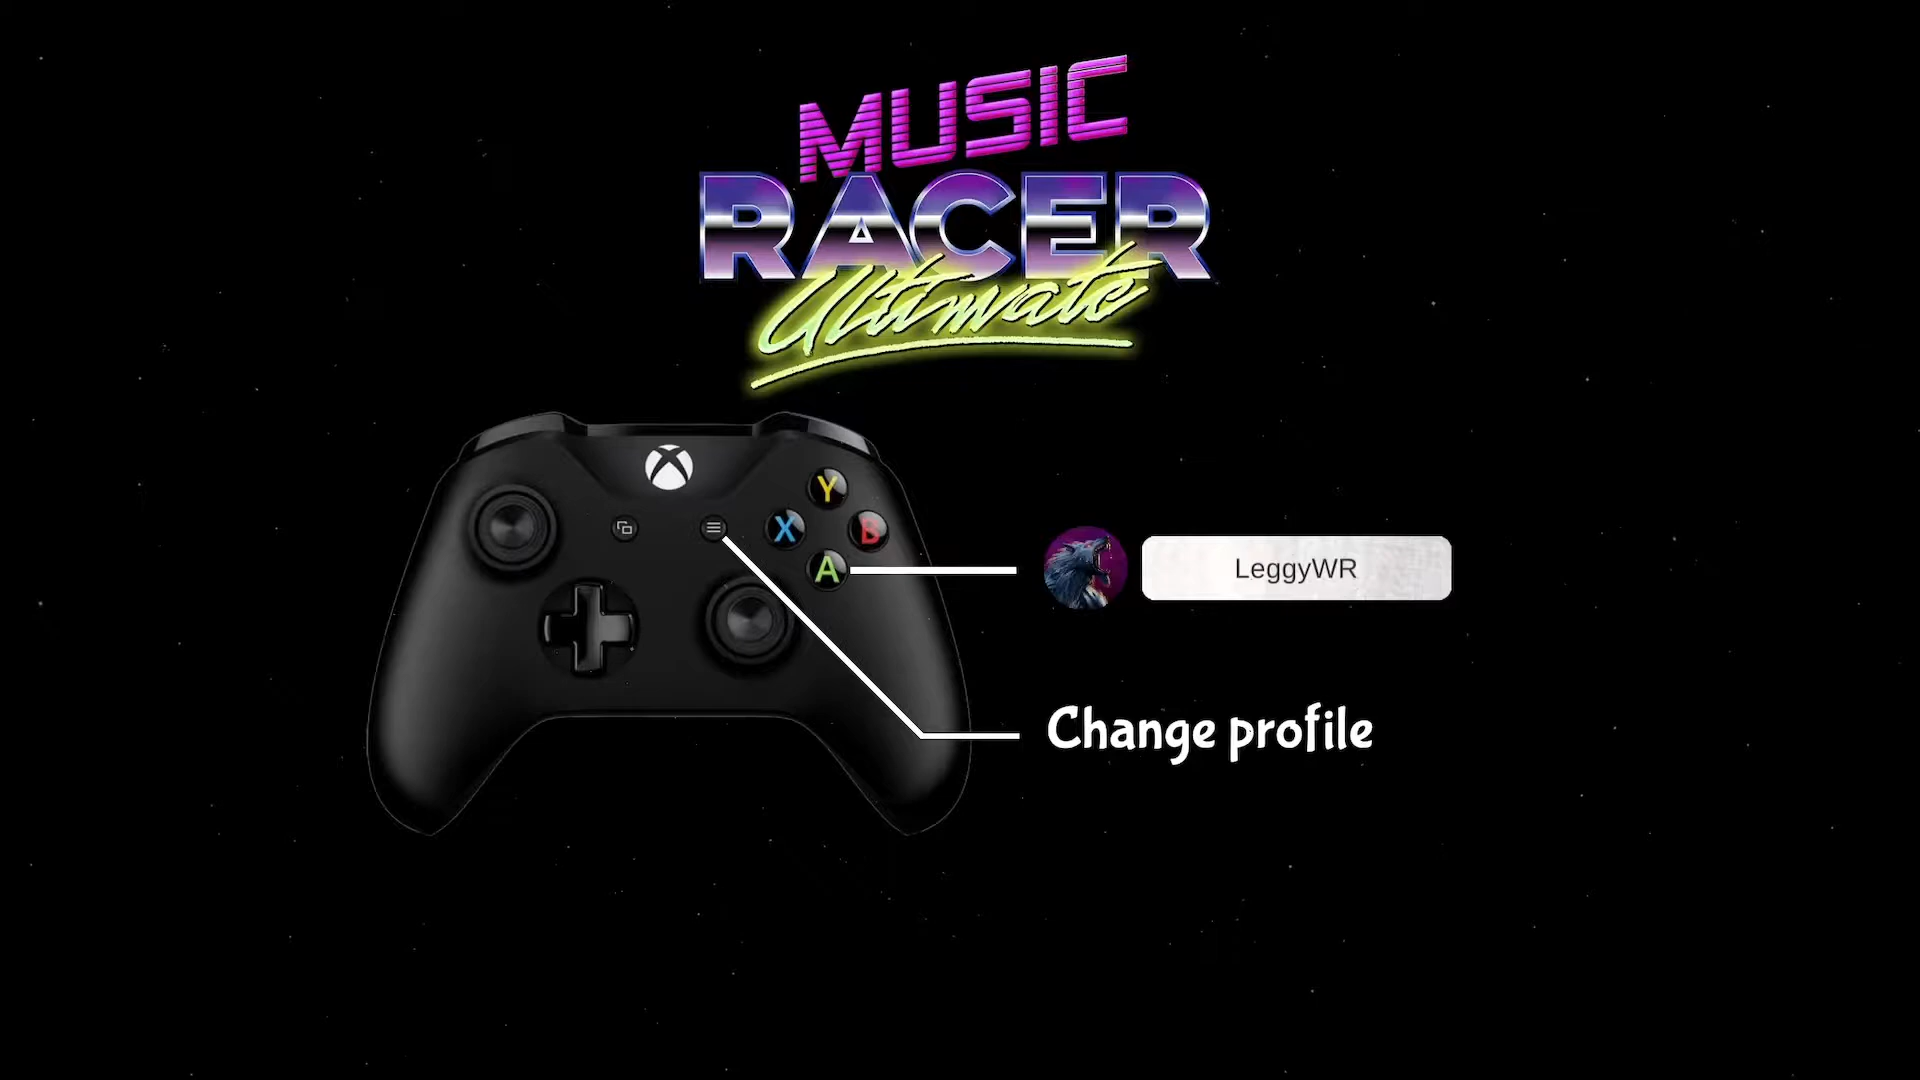 MUSIC
RACER
Ultimate
Y
X
B
A
LeggyWR
Change profile